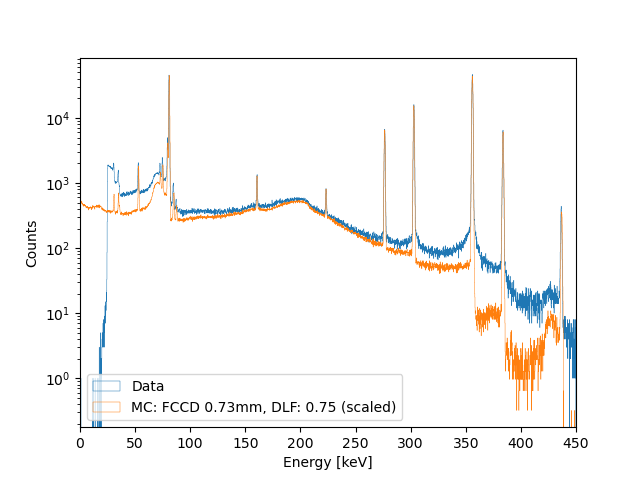 10⁴
10³
10²
10¹
10⁰
Counts
Data
MC: FCCD 0.73mm, DLF: 0.75 (scaled)
0 50 100 150 200 250 300 350 400 450
Energy [keV]